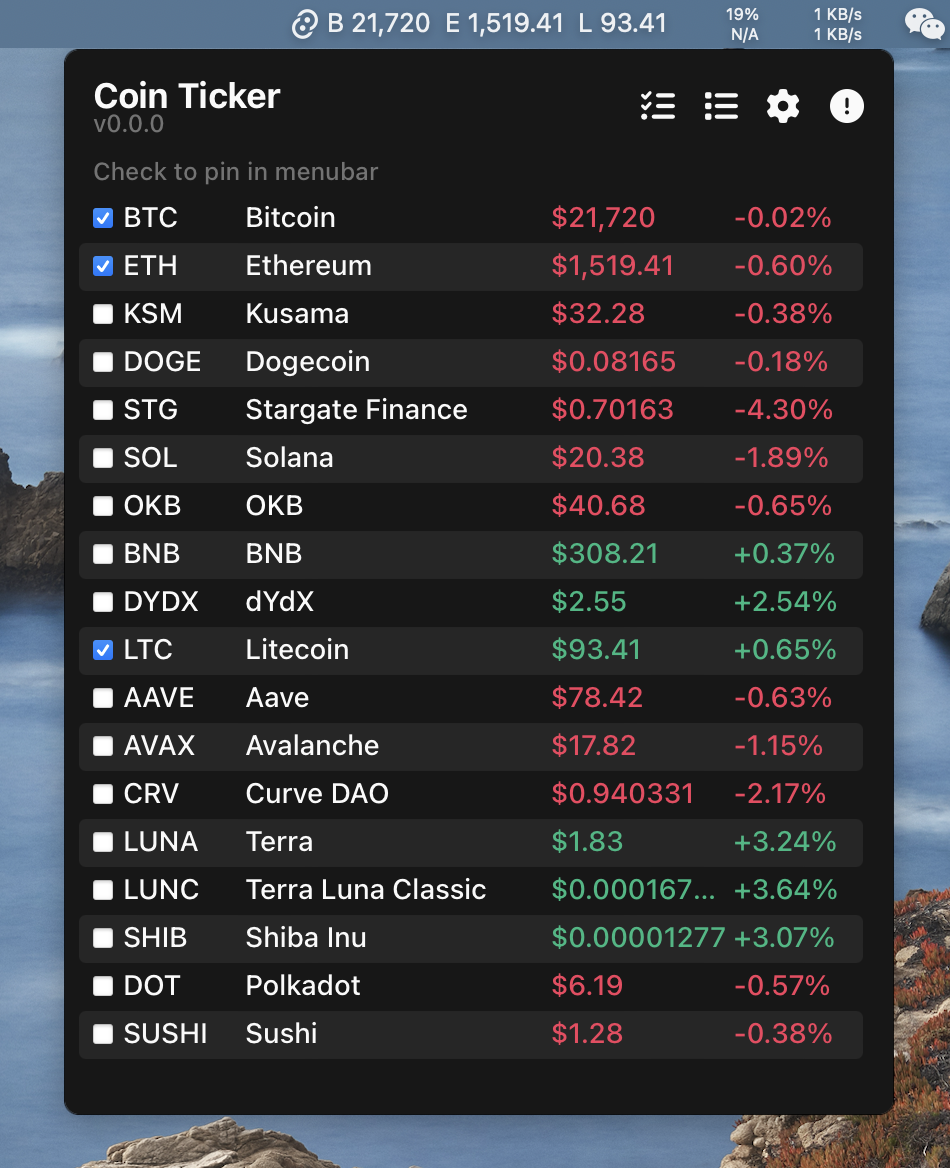 B 21,720 E 1,519.41 L 93.41 19% 1 KB/s
N/A 1 KB/s
Coin Ticker
v0.0.0
Check to pin in menubar
BTC Bitcoin $21,720 -0.02%
ETH Ethereum $1,519.41 -0.60%
KSM Kusama $32.28 -0.38%
DOGE Dogecoin $0.08165 -0.18%
STG Stargate Finance $0.70163 -4.30%
SOL Solana $20.38 -1.89%
OKB OKB $40.68 -0.65%
BNB BNB $308.21 +0.37%
DYDX dYdX $2.55 +2.54%
LTC Litecoin $93.41 +0.65%
AAVE Aave $78.42 -0.63%
AVAX Avalanche $17.82 -1.15%
CRV Curve DAO $0.940331 -2.17%
LUNA Terra $1.83 +3.24%
LUNC Terra Luna Classic $0.000167... +3.64%
SHIB Shiba Inu $0.00001277 +3.07%
DOT Polkadot $6.19 -0.57%
SUSHI Sushi $1.28 -0.38%